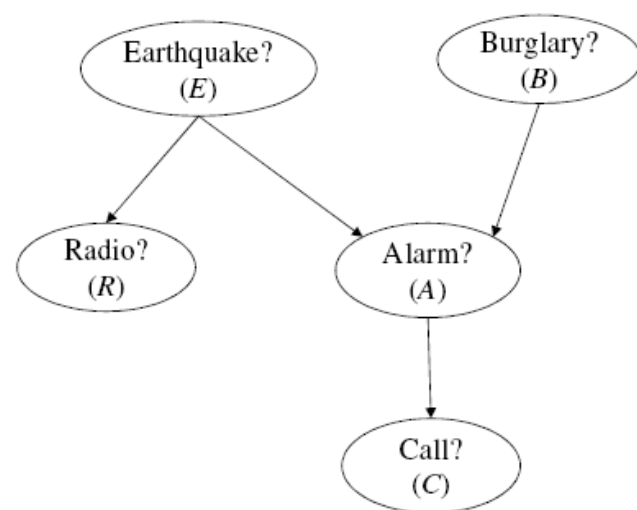 Earthquake?
(E)
Burglary?
(B)
Radio?
(R)
Alarm?
(A)
Call?
(C)